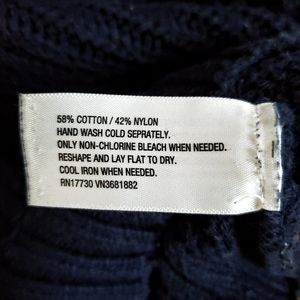 58% COTTON / 42% NYLON
HAND WASH COLD SEPRATELY.
ONLY NON-CHLORINE BLEACH WHEN NEEDED.
RESHAPE AND LAY FLAT TO DRY.
COOL IRON WHEN NEEDED.
RN17730 VN3681882